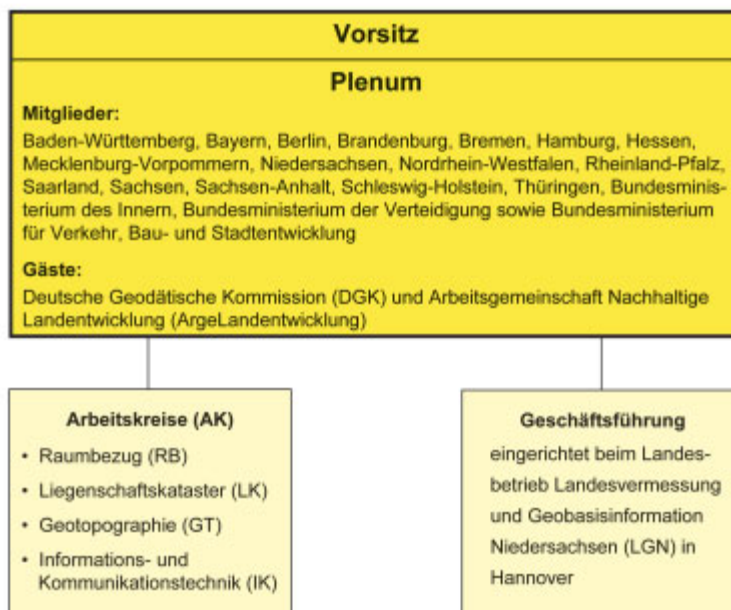 Vorsitz
Plenum
Mitglieder:
Baden-Württemberg, Bayern, Berlin, Brandenburg, Bremen, Hamburg, Hessen,
Mecklenburg-Vorpommern, Niedersachsen, Nordrhein-Westfalen, Rheinland-Pfalz,
Saarland, Sachsen, Sachsen-Anhalt, Schleswig-Holstein, Thüringen, Bundesminis-
terium des Innern, Bundesministerium der Verteidigung sowie Bundesministerium
für Verkehr, Bau- und Stadtentwicklung
Gäste:
Deutsche Geodätische Kommission (DGK) und Arbeitsgemeinschaft Nachhaltige
Landentwicklung (ArgeLandentwicklung)
Arbeitskreise (AK)
• Raumbezug (RB)
• Liegenschaftskataster (LK)
• Geotopographie (GT)
• Informations- und
Kommunikationstechnik (IK)
Geschäftsführung
eingerichtet beim Landes-
betrieb Landesvermessung
und Geobasisinformation
Niedersachsen (LGN) in
Hannover